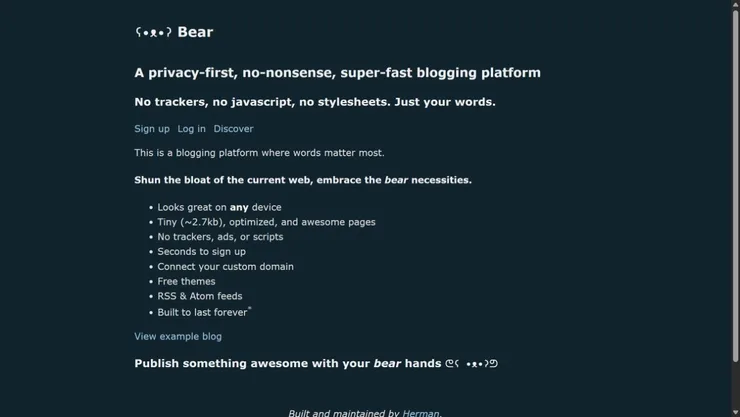 ʕ•ᴥ•ʔ Bear
A privacy-first, no-nonsense, super-fast blogging platform
No trackers, no javascript, no stylesheets. Just your words.
Sign up Log in Discover
This is a blogging platform where words matter most.
Shun the bloat of the current web, embrace the bear necessities.
• Looks great on any device
• Tiny (~2.7kb), optimized, and awesome pages
• No trackers, ads, or scripts
• Seconds to sign up
• Connect your custom domain
• Free themes
• RSS & Atom feeds
• Built to last forever*
View example blog
Publish something awesome with your bear hands ᕦʕ •ᴥ•ʔᕤ
Built and maintained by Herman.